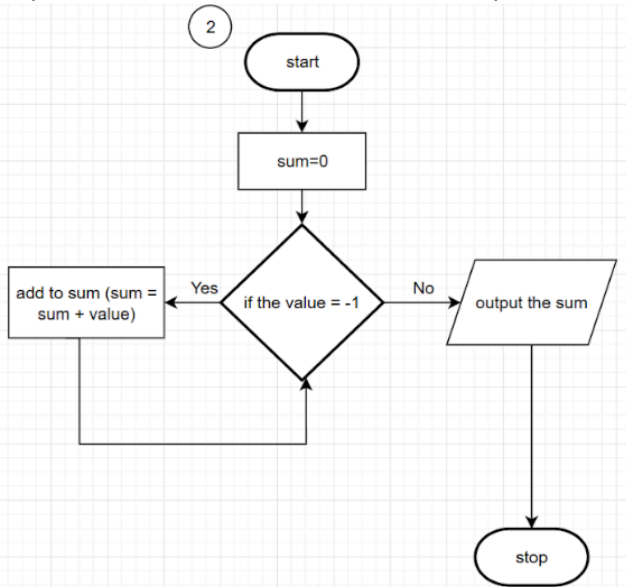 2
start
sum=0
if the value = -1
Yes
add to sum (sum =
sum + value)
No
output the sum
stop